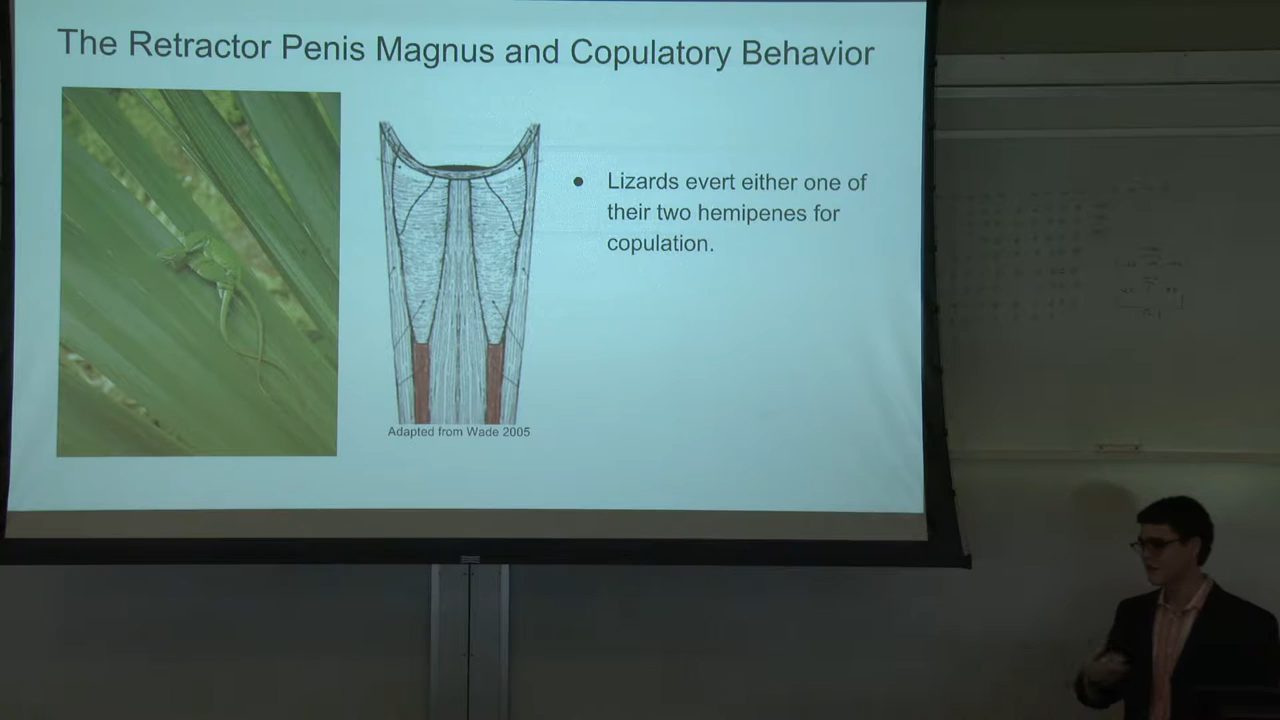 The Retractor Penis Magnus and Copulatory Behavior
● Lizards evert either one of
their two hemipenes for
copulation.
Adapted from Wade 2005